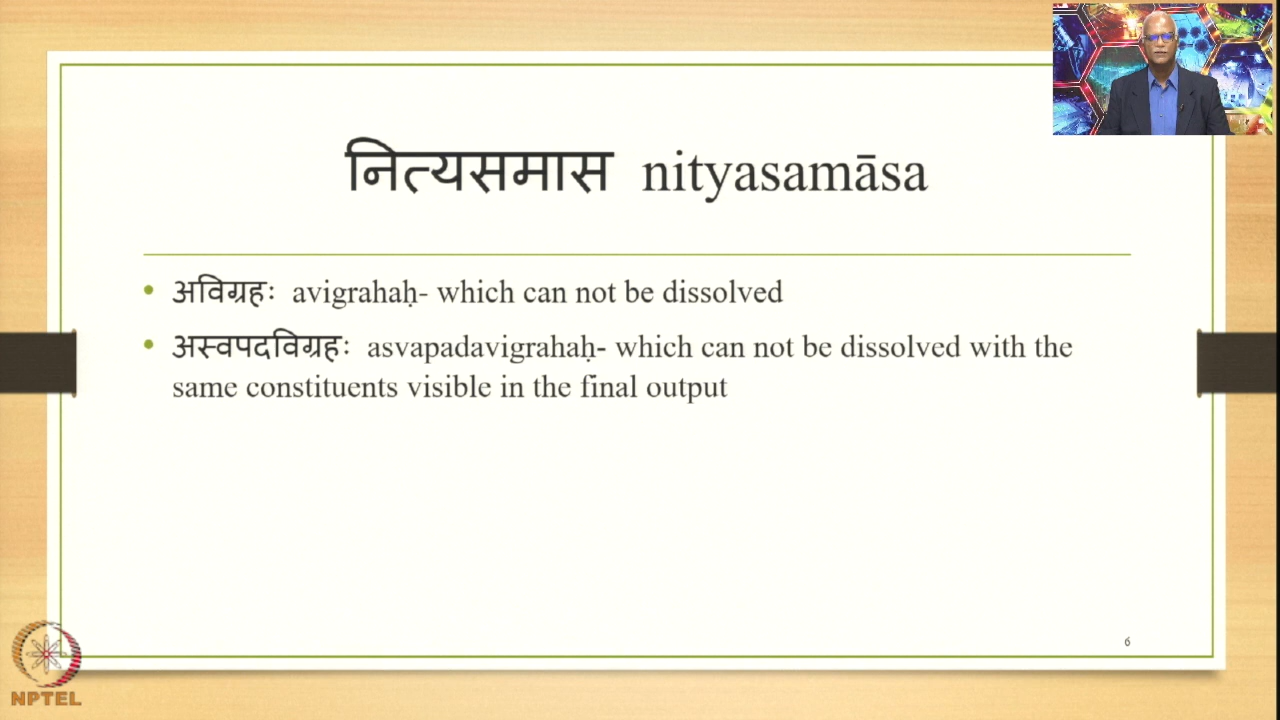 नित्यसमास nityasamāsa
• अविग्रहः avigrahaḥ- which can not be dissolved
• अस्वपदविग्रहः asvapadavigrahaḥ- which can not be dissolved with the
same constituents visible in the final output
6
NPTEL